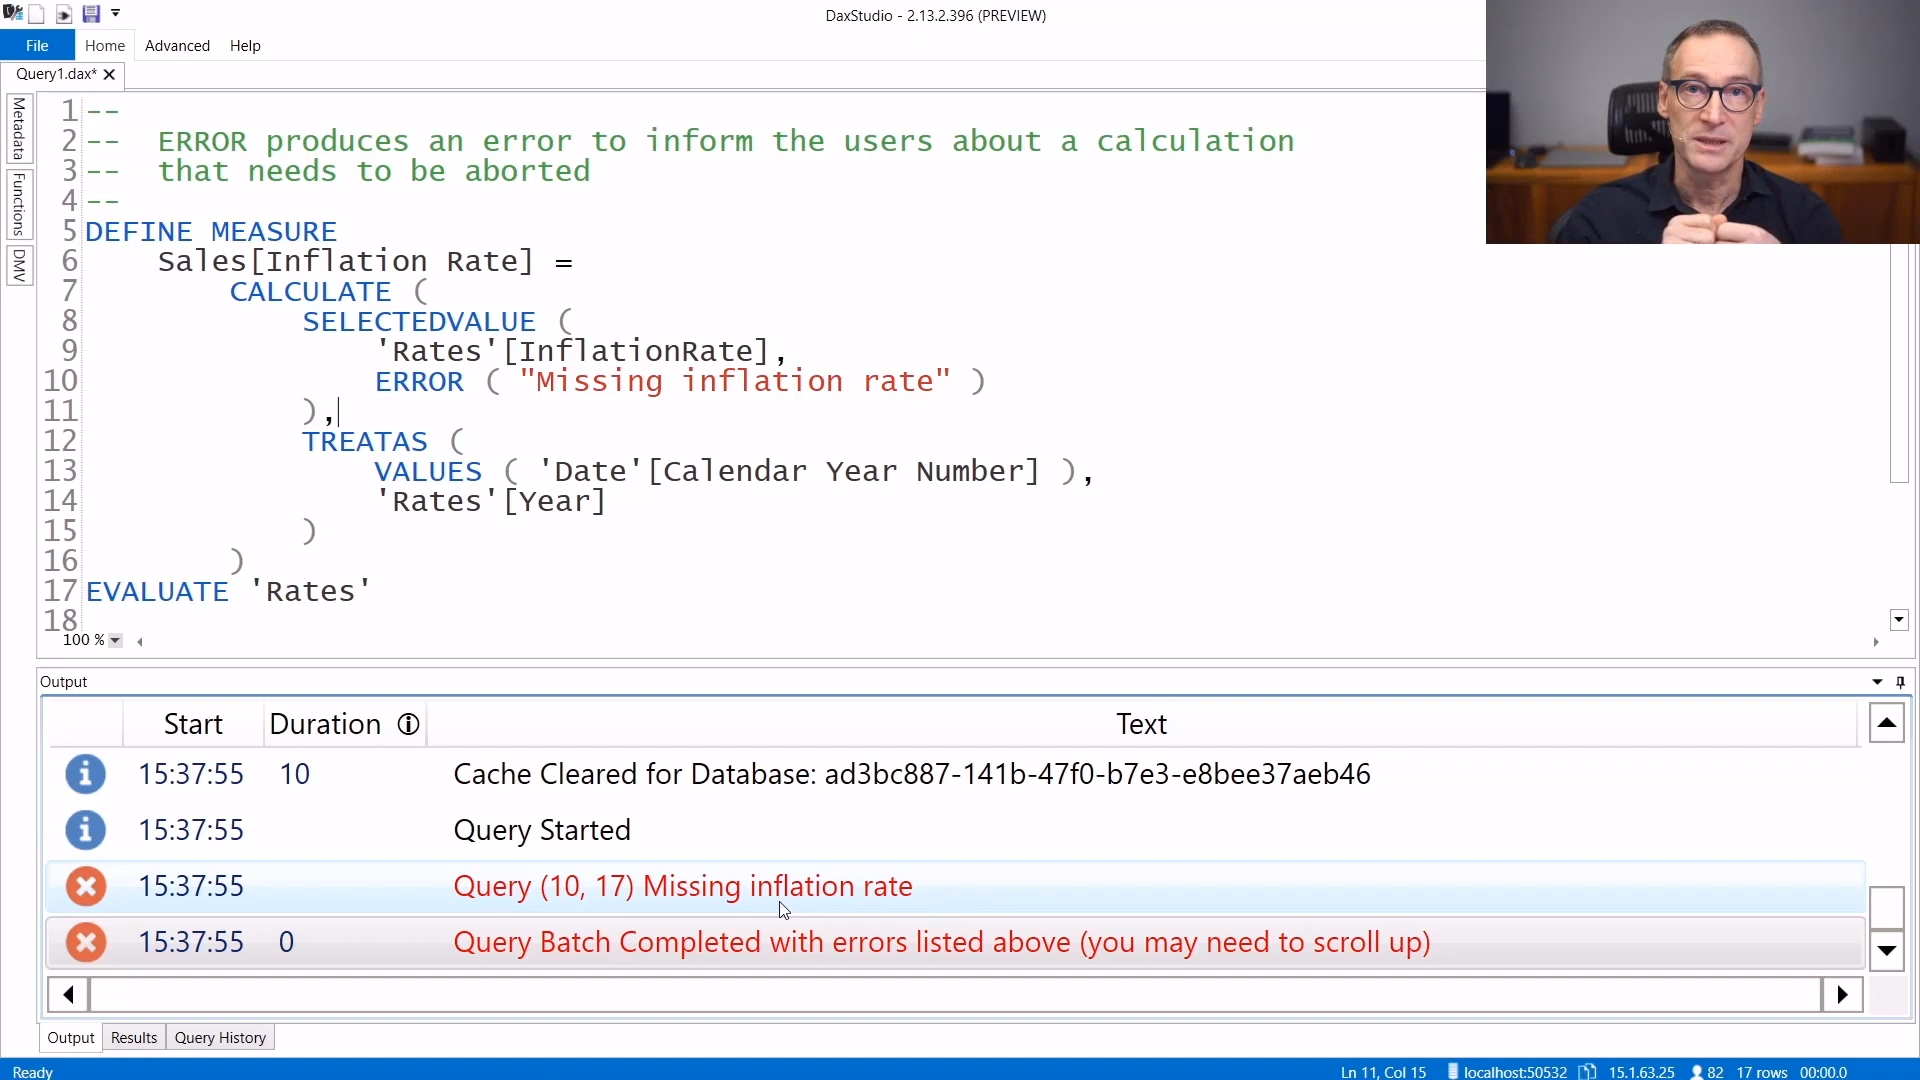 DaxStudio - 2.13.2.396 (PREVIEW)
File Home Advanced Help
Query1.dax*
Metadata
Functions
DMV
1 --
2 --  ERROR produces an error to inform the users about a calculation
3 --  that needs to be aborted
4 --
5 DEFINE MEASURE
6     Sales[Inflation Rate] =
7         CALCULATE (
8             SELECTEDVALUE (
9                 'Rates'[InflationRate],
10                 ERROR ( "Missing inflation rate" )
11             ),
12             TREATAS (
13                 VALUES ( 'Date'[Calendar Year Number] ),
14                 'Rates'[Year]
15             )
16         )
17 EVALUATE 'Rates'
18
100 %
Output
Start Duration Text
15:37:55 10 Cache Cleared for Database: ad3bc887-141b-47f0-b7e3-e8bee37aeb46
15:37:55 Query Started
15:37:55 Query (10, 17) Missing inflation rate
15:37:55 0 Query Batch Completed with errors listed above (you may need to scroll up)
Output Results Query History
Ready Ln 11, Col 15 localhost:50532 15.1.63.25 82 17 rows 00:00.0